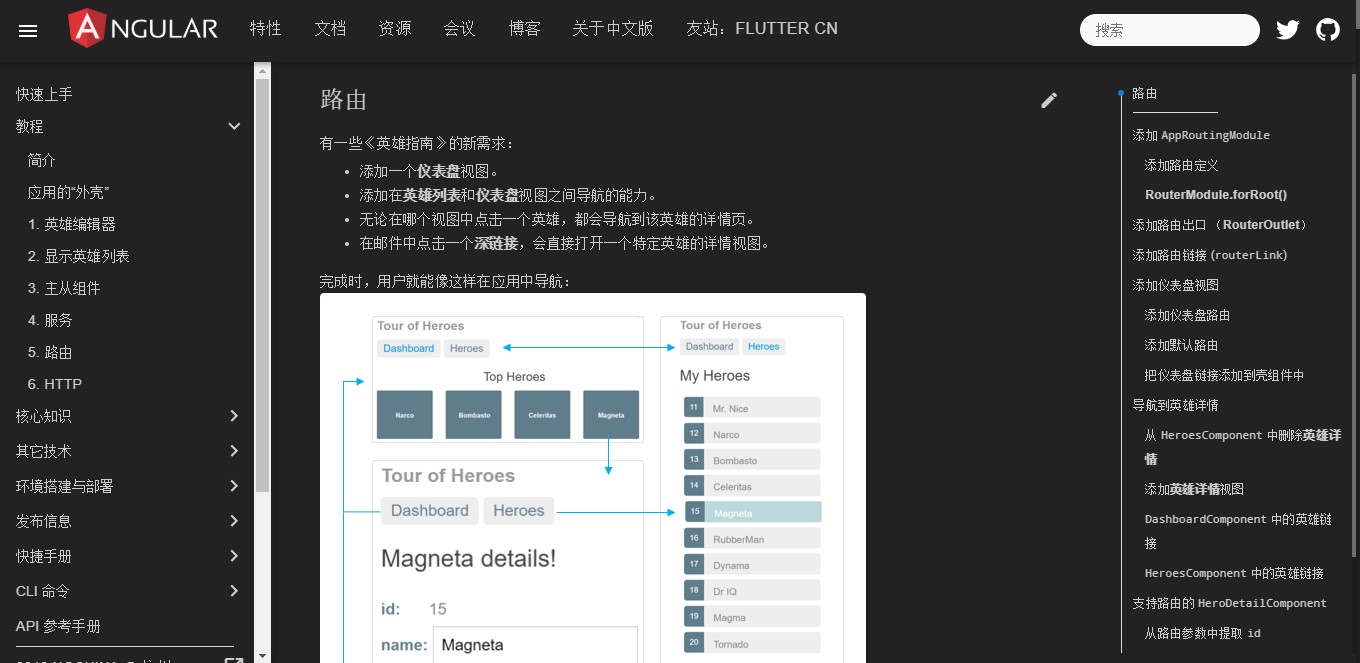 NGULAR
特性
文档
资源
会议
博客
关于中文版
友站：FLUTTER CN
搜索
快速上手
教程
简介
应用的“外壳”
1. 英雄编辑器
2. 显示英雄列表
3. 主从组件
4. 服务
5. 路由
6. HTTP
核心知识
其它技术
环境搭建与部署
发布信息
快捷手册
CLI 命令
API 参考手册
路由
有一些《英雄指南》的新需求：
添加一个仪表盘视图。
添加在英雄列表和仪表盘视图之间导航的能力。
无论在哪个视图中点击一个英雄，都会导航到该英雄的详情页。
在邮件中点击一个深链接，会直接打开一个特定英雄的详情视图。
完成时，用户就能像这样在应用中导航：
Tour of Heroes
Dashboard
Heroes
Top Heroes
Narco
Bombasto
Celeritas
Magneta
Tour of Heroes
Dashboard
Heroes
Magneta details!
id: 15
name: Magneta
Tour of Heroes
Dashboard
Heroes
My Heroes
11 Mr. Nice
12 Narco
13 Bombasto
14 Celeritas
15 Magneta
16 RubberMan
17 Dynama
18 Dr IQ
19 Magma
20 Tornado
路由
添加 AppRoutingModule
添加路由定义
RouterModule.forRoot()
添加路由出口 （RouterOutlet）
添加路由链接 (routerLink)
添加仪表盘视图
添加仪表盘路由
添加默认路由
把仪表盘链接添加到壳组件中
导航到英雄详情
从 HeroesComponent 中删除英雄详
情
添加英雄详情视图
DashboardComponent 中的英雄链
接
HeroesComponent 中的英雄链接
支持路由的 HeroDetailComponent
从路由参数中提取 id